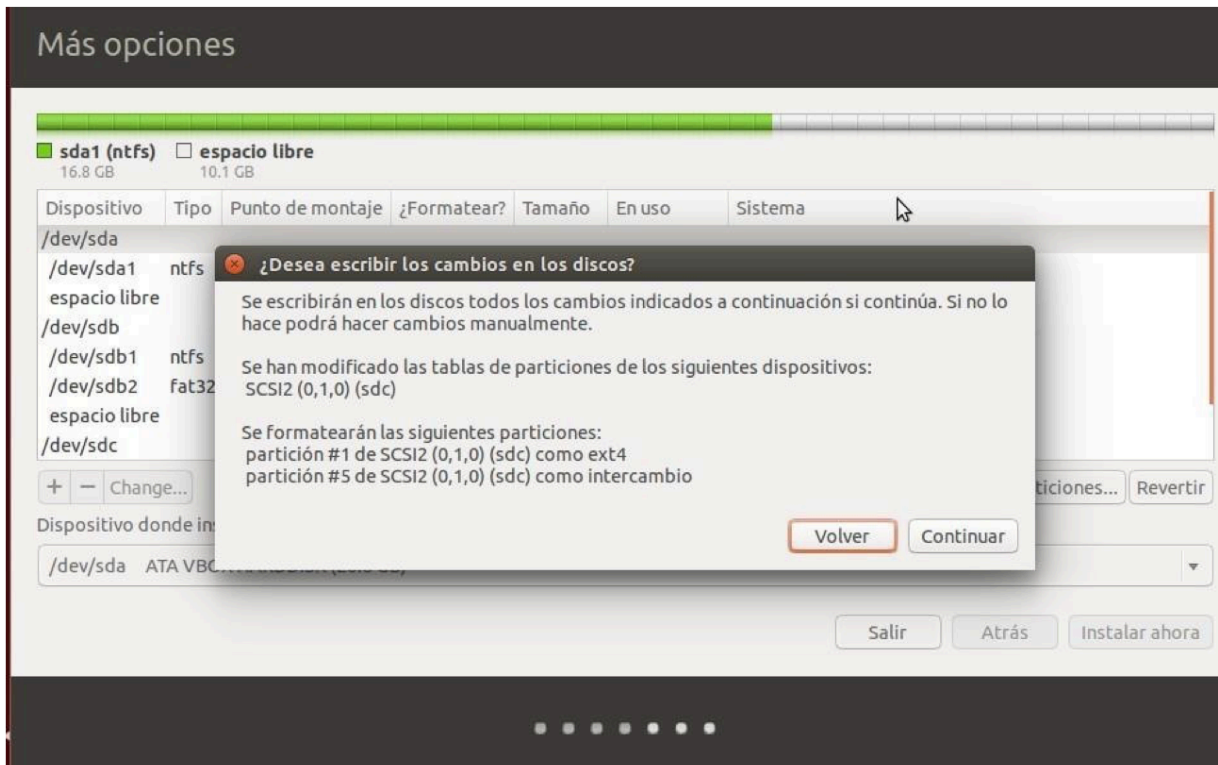 Más opciones
sda1 (ntfs) espacio libre
16.8 GB 10.1 GB
Dispositivo Tipo Punto de montaje ¿Formatear? Tamaño En uso Sistema
/dev/sda
/dev/sda1 ntfs
espacio libre
/dev/sdb
/dev/sdb1 ntfs
/dev/sdb2 fat32
espacio libre
/dev/sdc
¿Desea escribir los cambios en los discos?
Se escribirán en los discos todos los cambios indicados a continuación si continúa. Si no lo
hace podrá hacer cambios manualmente.
Se han modificado las tablas de particiones de los siguientes dispositivos:
SCSI2 (0,1,0) (sdc)
Se formatearán las siguientes particiones:
partición #1 de SCSI2 (0,1,0) (sdc) como ext4
partición #5 de SCSI2 (0,1,0) (sdc) como intercambio
Volver Continuar
+ − Change... ticiones... Revertir
Dispositivo donde in
/dev/sda ATA
Salir Atrás Instalar ahora